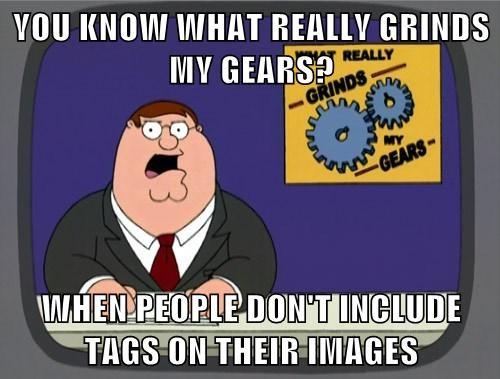 YOU KNOW WHAT REALLY GRINDS
MY GEARS?
WHAT REALLY
GRINDS
MY
GEARS
WHEN PEOPLE DON'T INCLUDE
TAGS ON THEIR IMAGES